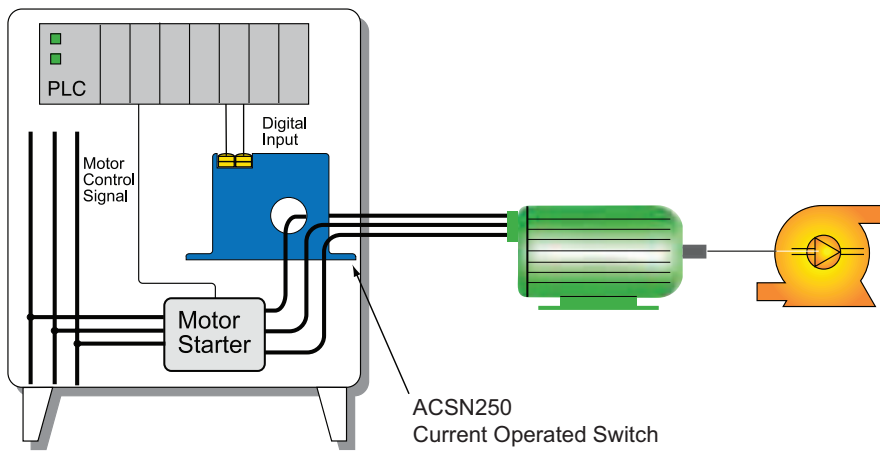 PLC
Digital
Input
Motor
Control
Signal
Motor
Starter
ACSN250
Current Operated Switch